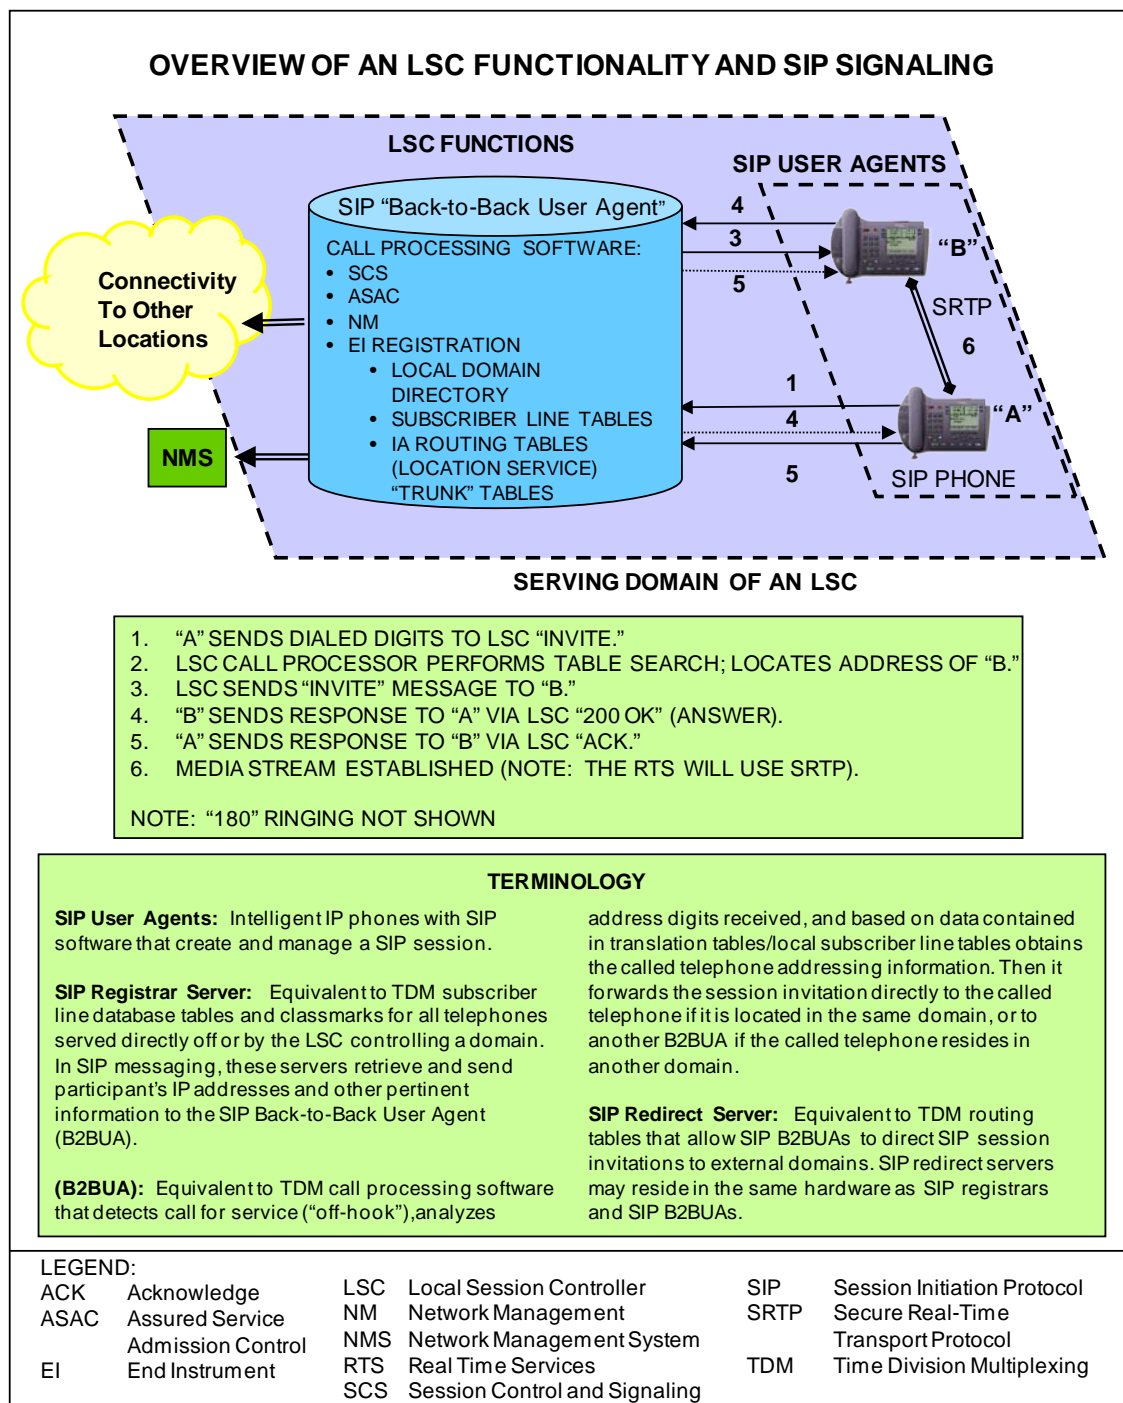 OVERVIEW OF AN LSC FUNCTIONALITY AND SIP SIGNALING
LSC FUNCTIONS
SIP USER AGENTS
SIP “Back-to-Back User Agent”
CALL PROCESSING SOFTWARE:
• SCS
• ASAC
• NM
• EI REGISTRATION
• LOCAL DOMAIN
DIRECTORY
• SUBSCRIBER LINE TABLES
• IA ROUTING TABLES
(LOCATION SERVICE)
“TRUNK” TABLES
Connectivity
To Other
Locations
NMS
4
3
5
“B”
SRTP
6
1
4
“A”
5
SIP PHONE
SERVING DOMAIN OF AN LSC
1. “A” SENDS DIALED DIGITS TO LSC “INVITE.”
2. LSC CALL PROCESSOR PERFORMS TABLE SEARCH; LOCATES ADDRESS OF “B.”
3. LSC SENDS “INVITE” MESSAGE TO “B.”
4. “B” SENDS RESPONSE TO “A” VIA LSC “200 OK” (ANSWER).
5. “A” SENDS RESPONSE TO “B” VIA LSC “ACK.”
6. MEDIA STREAM ESTABLISHED (NOTE: THE RTS WILL USE SRTP).
NOTE: “180” RINGING NOT SHOWN
TERMINOLOGY
SIP User Agents: Intelligent IP phones with SIP
software that create and manage a SIP session.
SIP Registrar Server: Equivalent to TDM subscriber
line database tables and classmarks for all telephones
served directly off or by the LSC controlling a domain.
In SIP messaging, these servers retrieve and send
participant’s IP addresses and other pertinent
information to the SIP Back-to-Back User Agent
(B2BUA).
(B2BUA): Equivalent to TDM call processing software
that detects call for service (“off-hook”),analyzes
address digits received, and based on data contained
in translation tables/local subscriber line tables obtains
the called telephone addressing information. Then it
forwards the session invitation directly to the called
telephone if it is located in the same domain, or to
another B2BUA if the called telephone resides in
another domain.
SIP Redirect Server: Equivalent to TDM routing
tables that allow SIP B2BUAs to direct SIP session
invitations to external domains. SIP redirect servers
may reside in the same hardware as SIP registrars
and SIP B2BUAs.
LEGEND:
ACK Acknowledge
ASAC Assured Service
Admission Control
EI End Instrument
LSC Local Session Controller
NM Network Management
NMS Network Management System
RTS Real Time Services
SCS Session Control and Signaling
SIP Session Initiation Protocol
SRTP Secure Real-Time
Transport Protocol
TDM Time Division Multiplexing